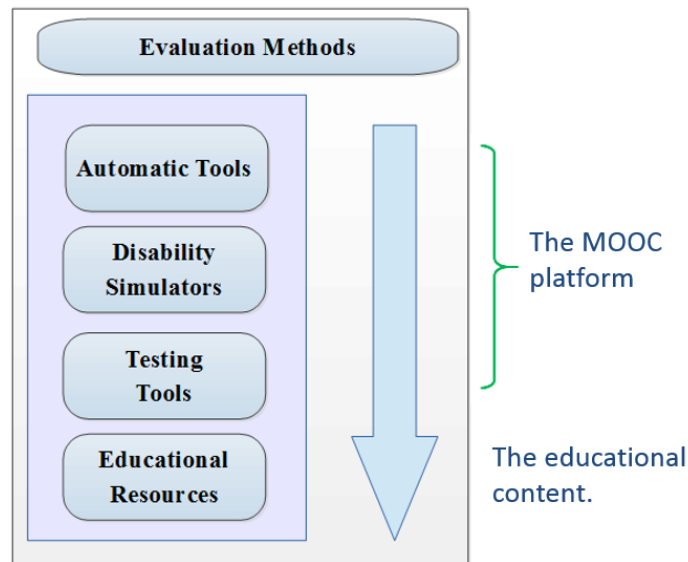 Evaluation Methods
Automatic Tools
Disability
Simulators
Testing
Tools
Educational
Resources
The MOOC
platform
The educational
content.